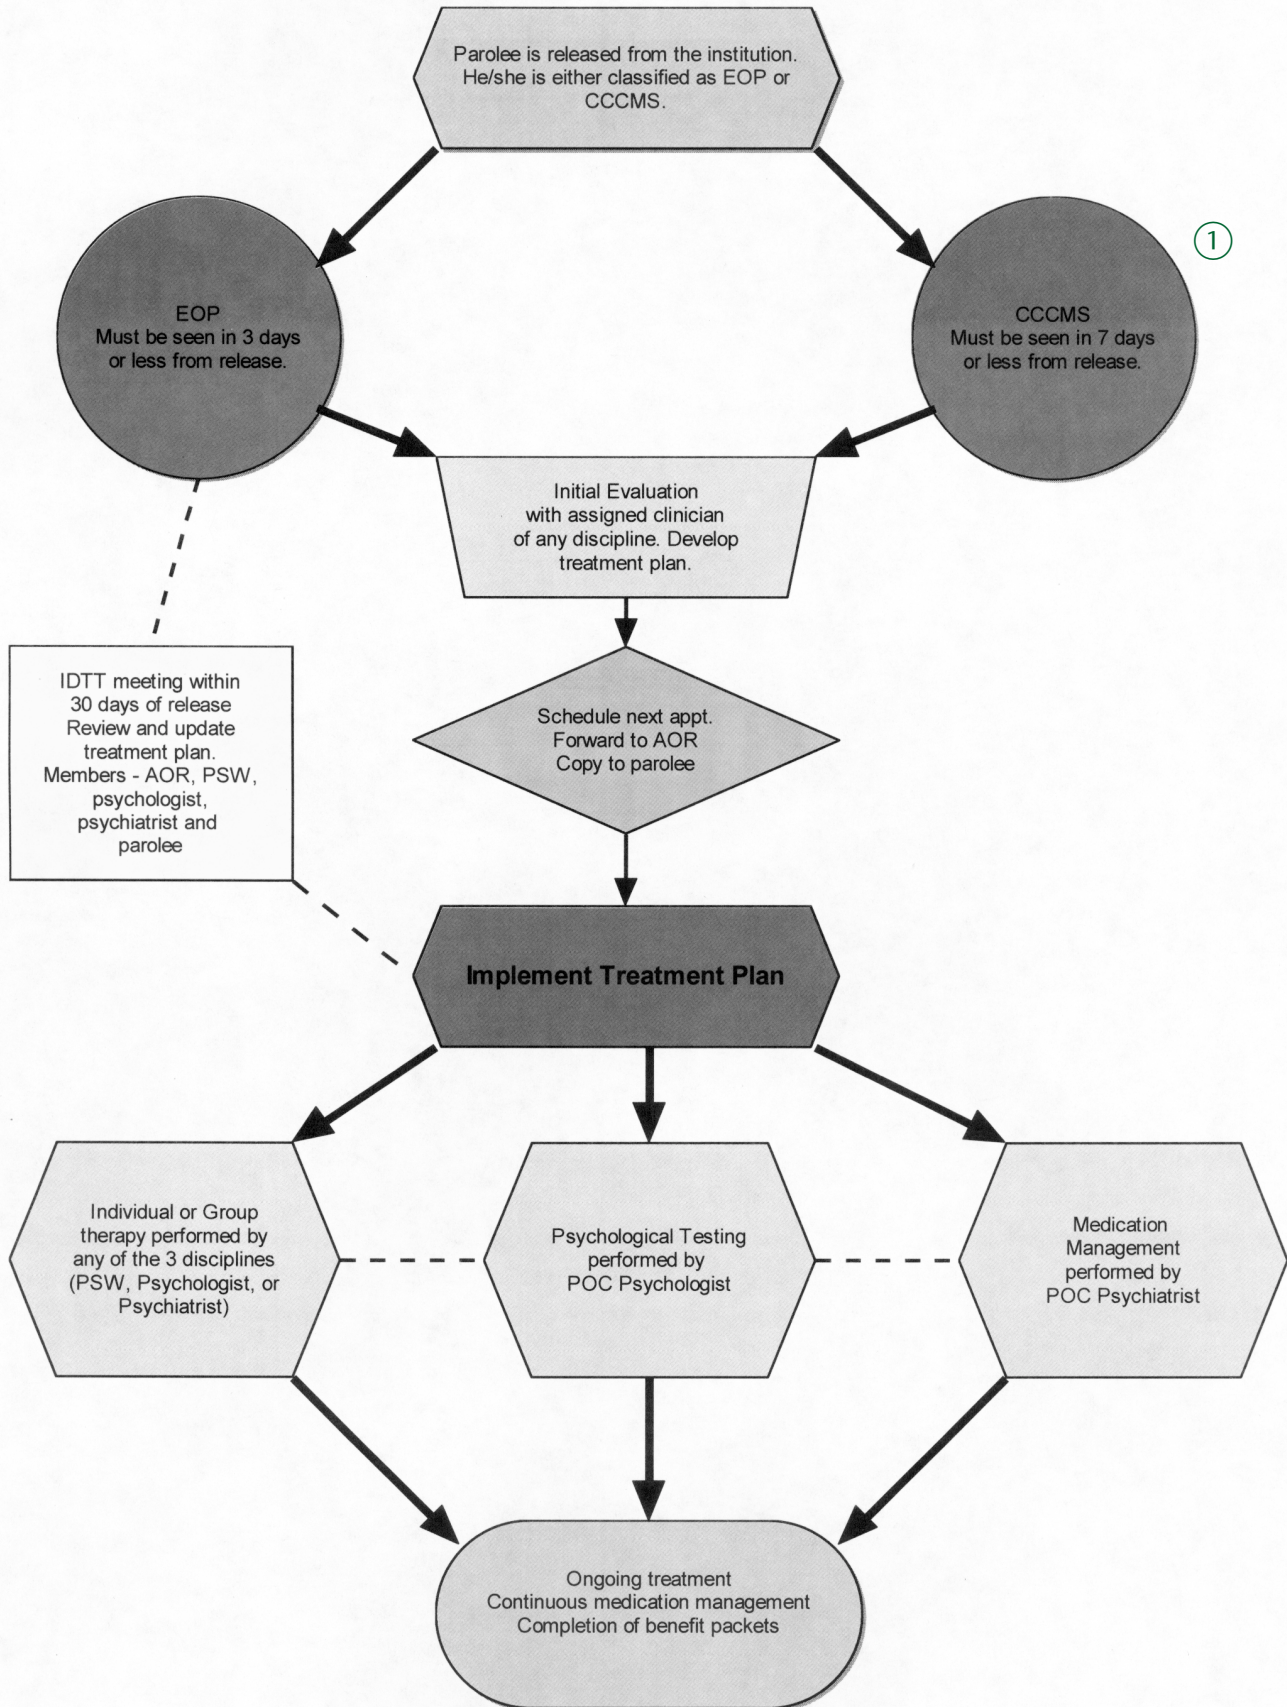 Parolee is released from the institution.
He/she is either classified as EOP or
CCCMS.
①
EOP
Must be seen in 3 days
or less from release.
CCCMS
Must be seen in 7 days
or less from release.
Initial Evaluation
with assigned clinician
of any discipline. Develop
treatment plan.
IDTT meeting within
30 days of release
Review and update
treatment plan.
Members - AOR, PSW,
psychologist,
psychiatrist and
parolee
Schedule next appt.
Forward to AOR
Copy to parolee
Implement Treatment Plan
Individual or Group
therapy performed by
any of the 3 disciplines
(PSW, Psychologist, or
Psychiatrist)
Psychological Testing
performed by
POC Psychologist
Medication
Management
performed by
POC Psychiatrist
Ongoing treatment
Continuous medication management
Completion of benefit packets